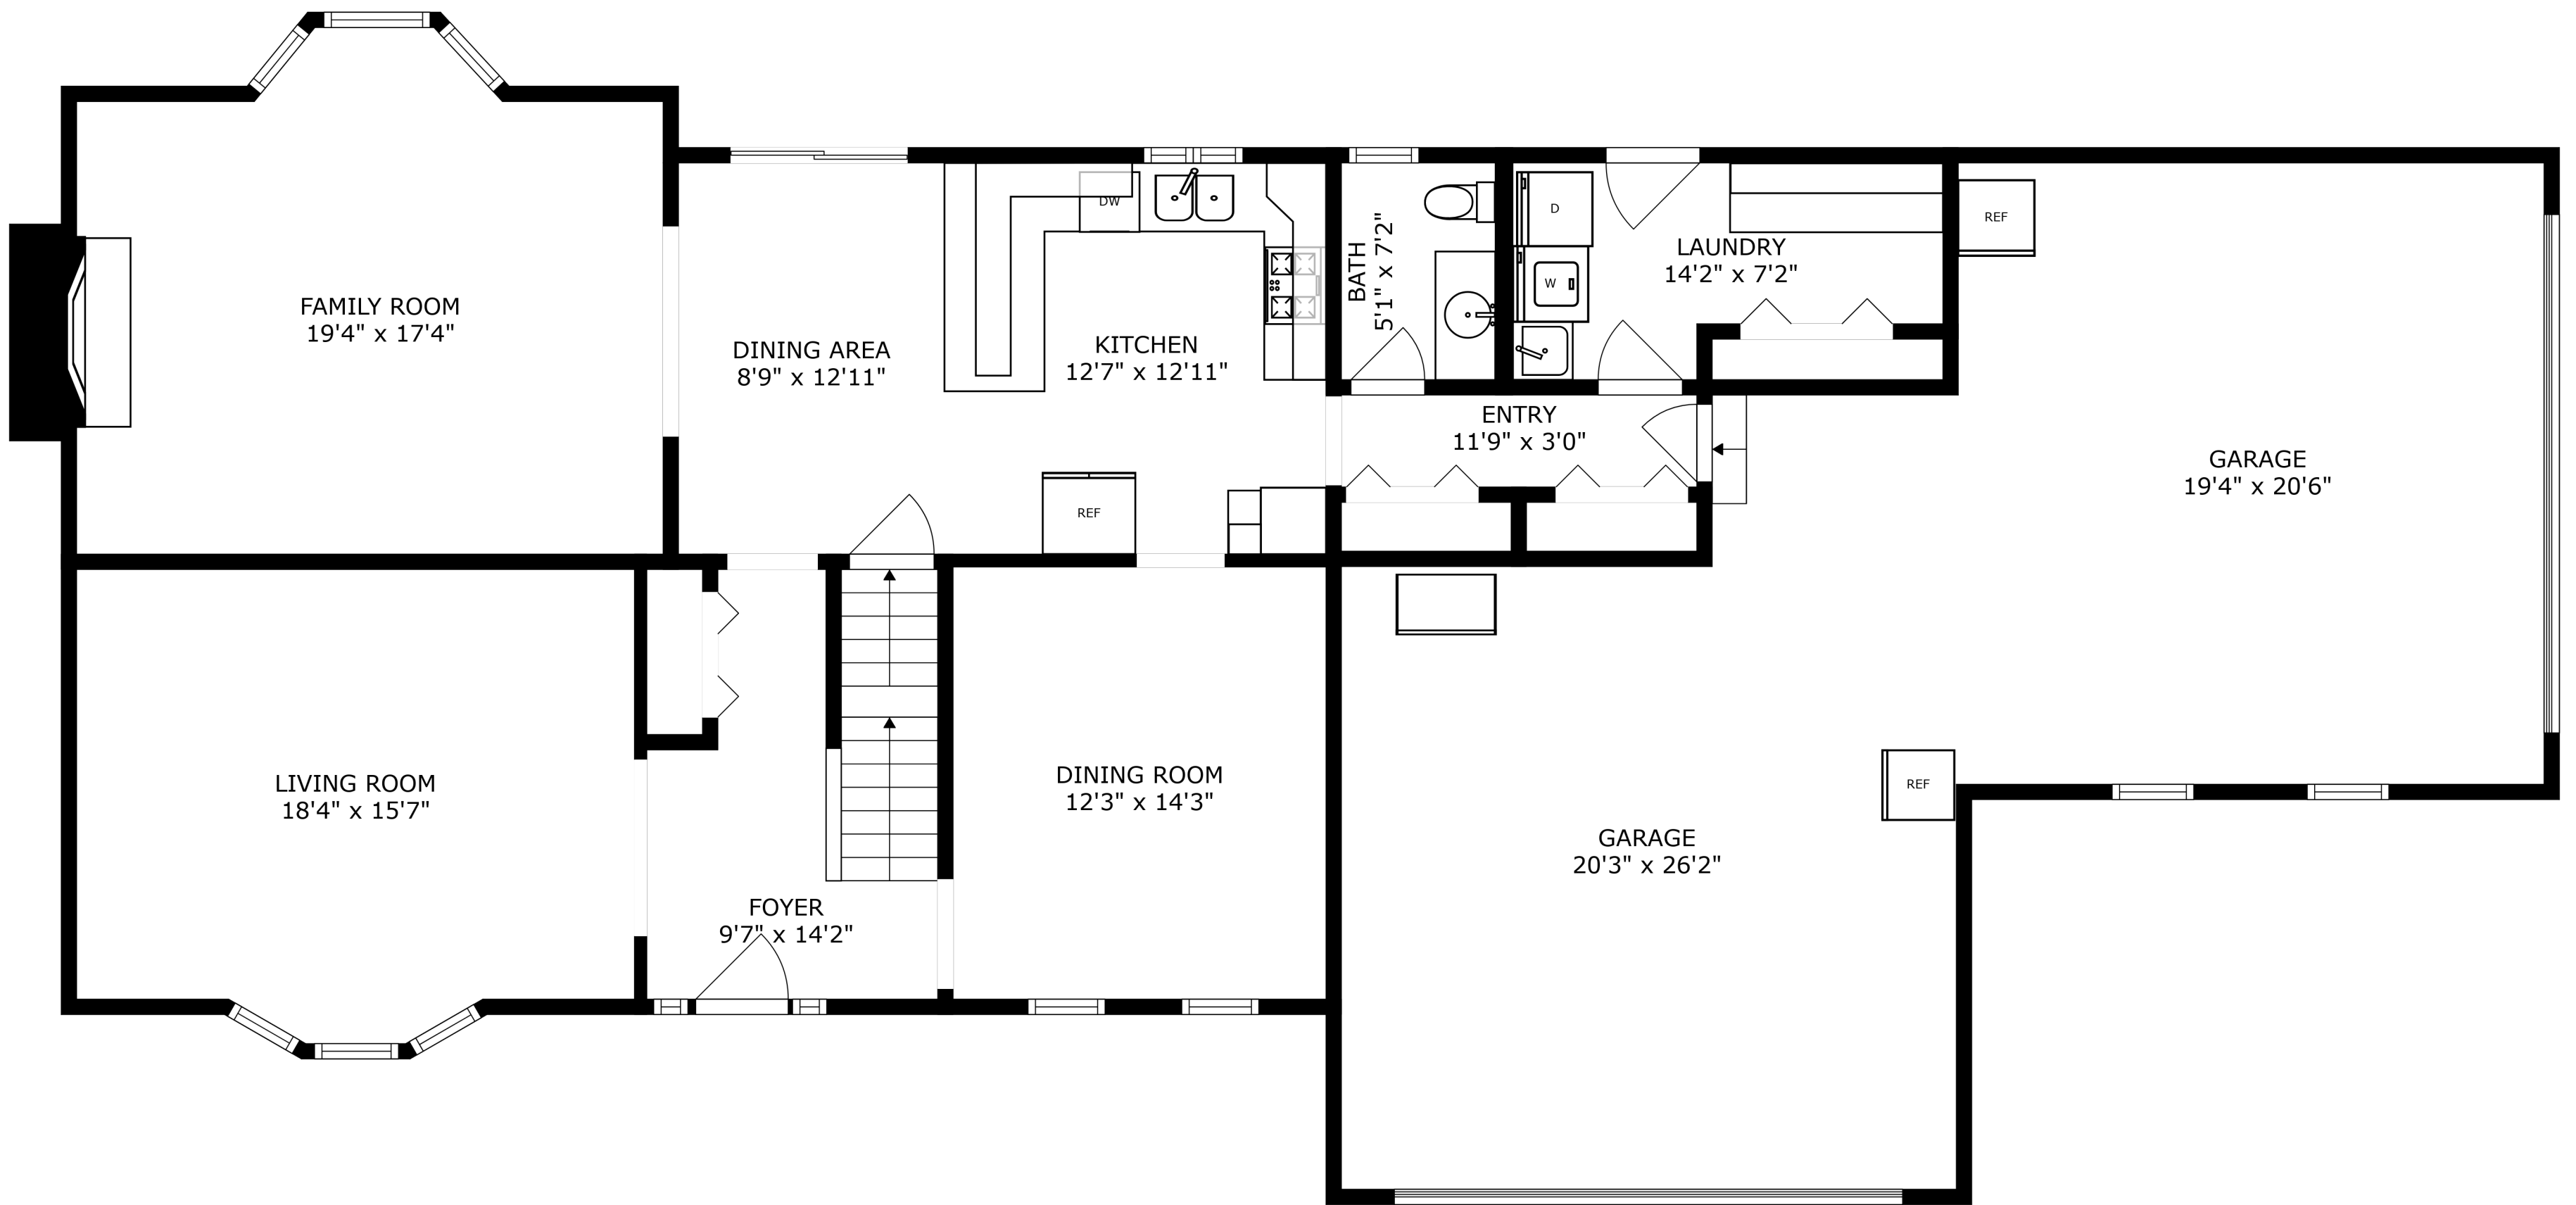 FAMILY ROOM
19'4" x 17'4"
DINING AREA
8'9" x 12'11"
DW
KITCHEN
12'7" x 12'11"
REF
BATH
5'1" x 7'2"
D
W
LAUNDRY
14'2" x 7'2"
ENTRY
11'9" x 3'0"
REF
GARAGE
19'4" x 20'6"
LIVING ROOM
18'4" x 15'7"
FOYER
9'7" x 14'2"
DINING ROOM
12'3" x 14'3"
REF
GARAGE
20'3" x 26'2"